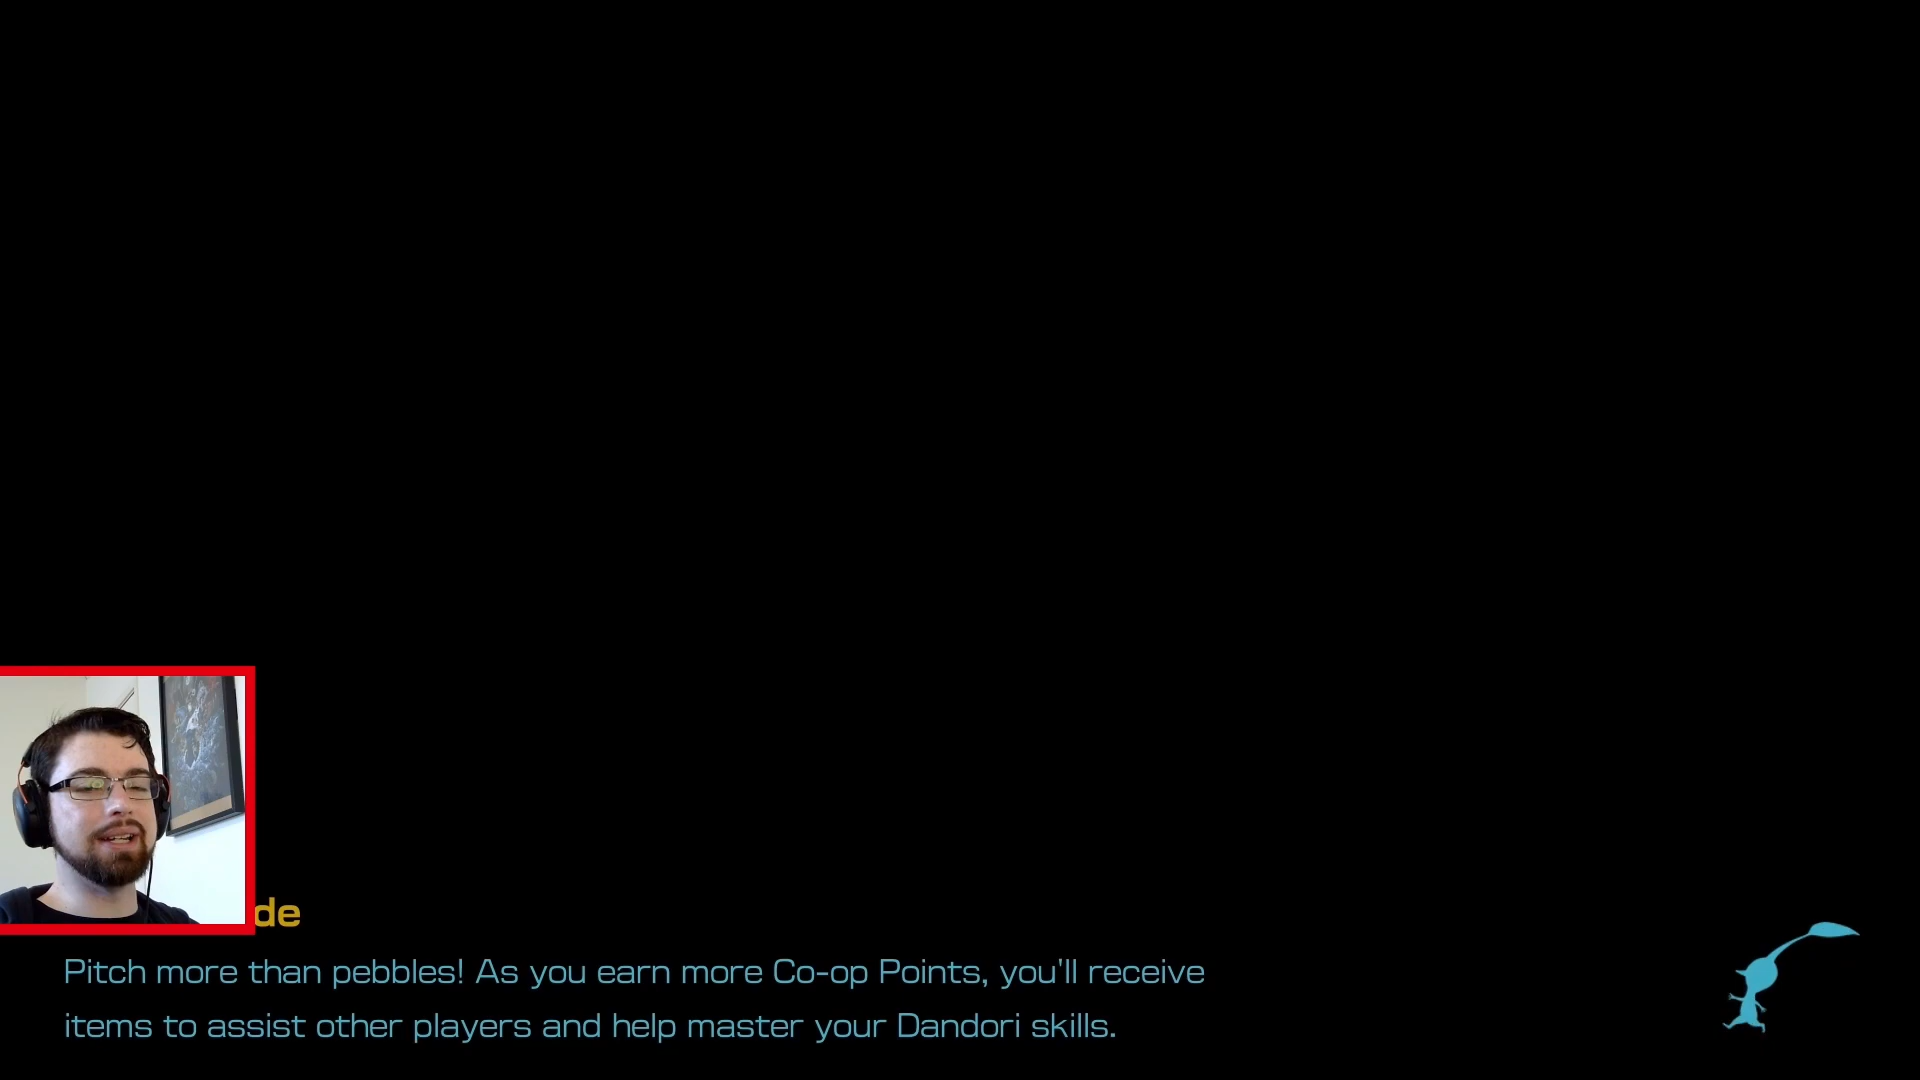 de
Pitch more than pebbles! As you earn more Co-op Points, you'll receive
items to assist other players and help master your Dandori skills.